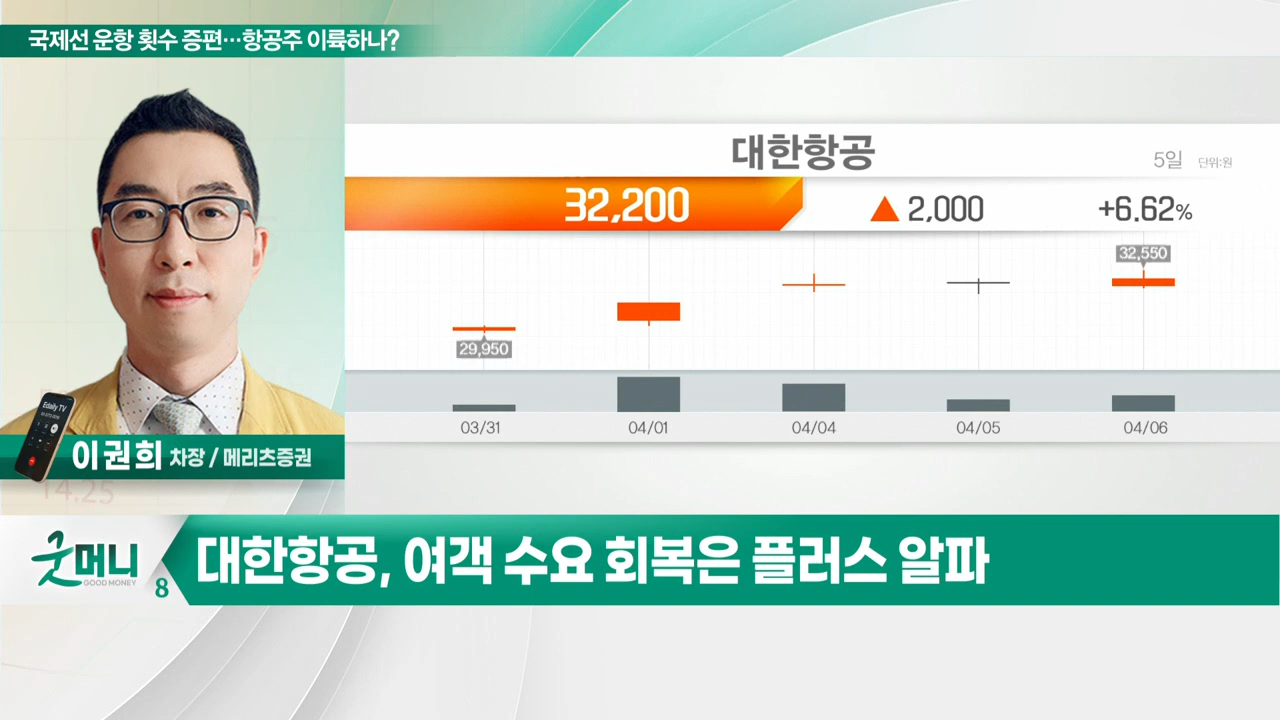 국제선 운항 횟수 증편…항공주 이륙하나?
대한항공
5일 단위:원
32,200 ▲ 2,000 +6.62%
32,550
29,950
03/31 04/01 04/04 04/05 04/06
Edaily TV
이권희 차장 / 메리츠증권
14.25
굿머니
GOOD MONEY
8
대한항공, 여객 수요 회복은 플러스 알파